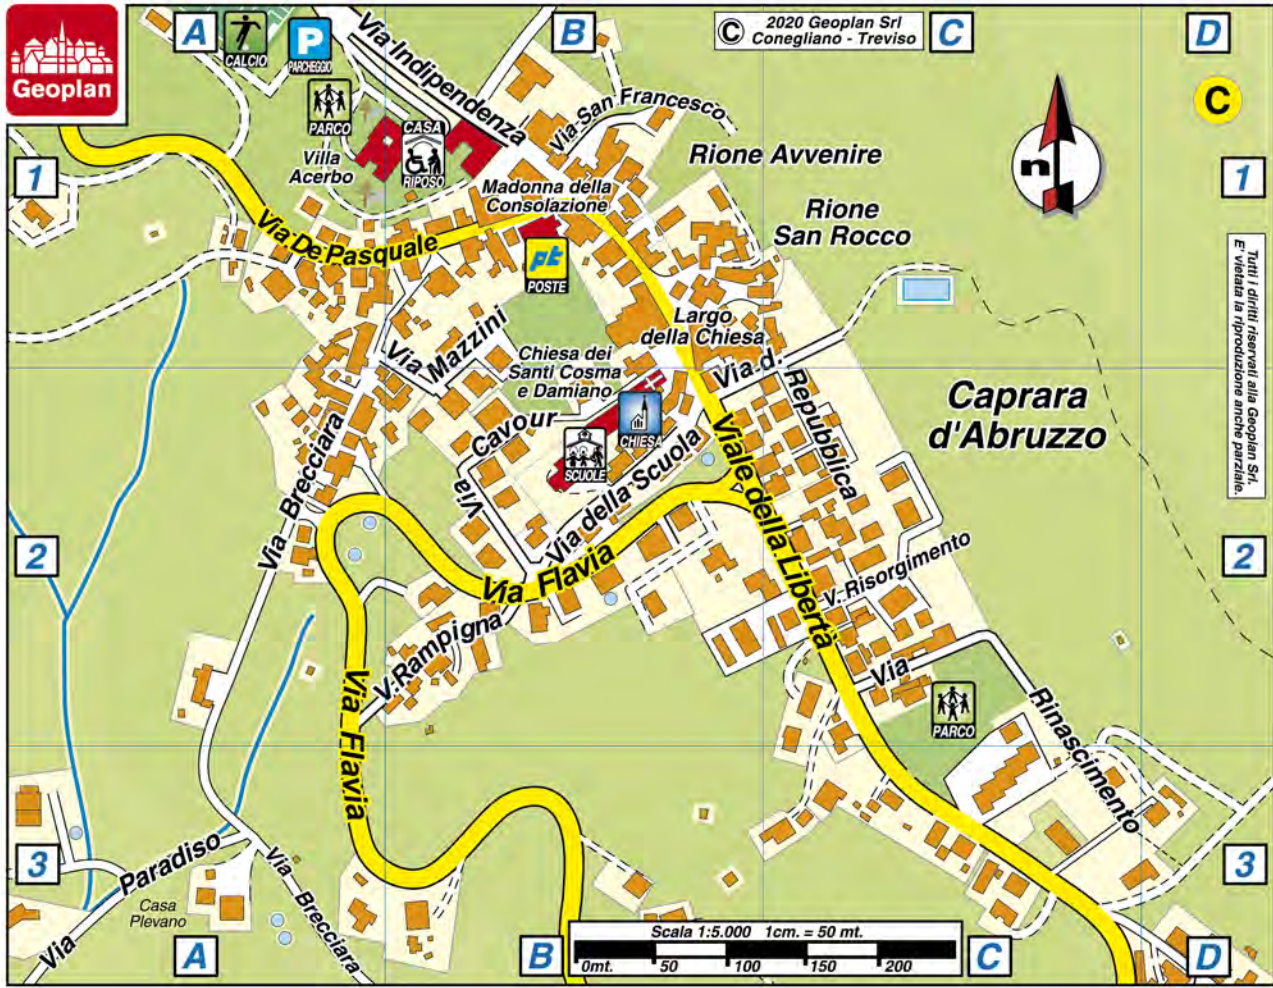 Geoplan
A
CALCIO
P
PARCHEGGIO
Via Indipendenza
B
© 2020 Geoplan Srl
Conegliano - Treviso
C
D
C
PARCO
CASA
RIPOSO
Via San Francesco
Villa
Acerbo
Rione Avvenire
n
1
1
Madonna della
Consolazione
Rione
San Rocco
Via De Pasquale
pt
POSTE
Tutti i diritti riservati alla Geoplan Srl.
E' vietata la riproduzione anche parziale.
Largo
della Chiesa
Via Mazzini
Chiesa dei
Santi Cosma
e Damiano
Via d. Repubblica
Caprara
d'Abruzzo
Via Cavour
CHIESA
SCUOLE
Via Brecciara
Via della Scuola
Viale della Libertà
2
2
Via Flavia
V. Risorgimento
V. Rampigna
Via Rinascimento
PARCO
Via Flavia
3
3
Via Paradiso
Casa
Plevano
Via Brecciara
A
B
Scala 1:5.000 1cm. = 50 mt.
0mt. 50 100 150 200
C
D